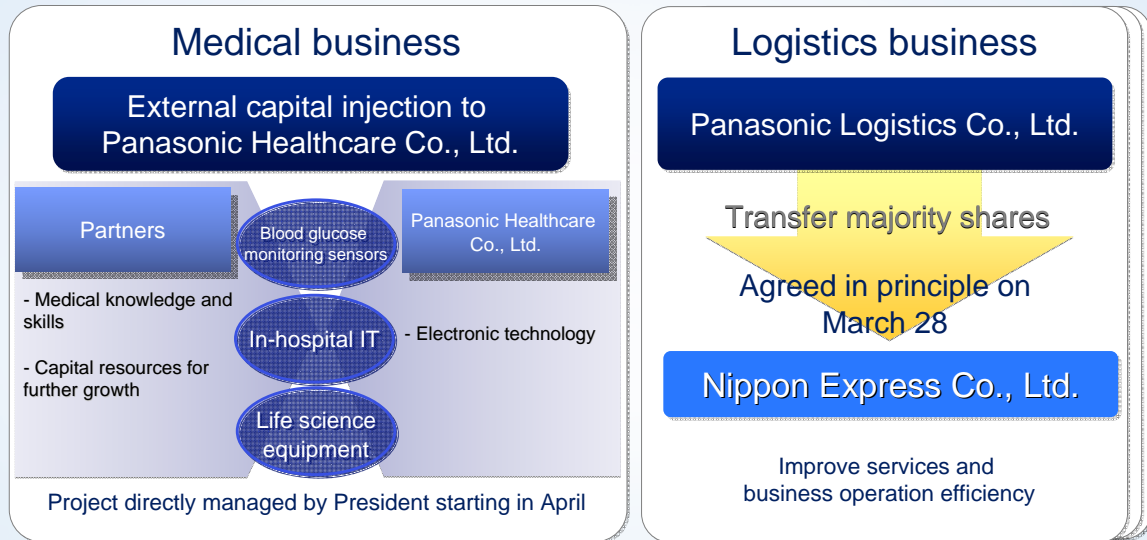 Medical business
External capital injection to
Panasonic Healthcare Co., Ltd.
Partners
Blood glucose
monitoring sensors
Panasonic Healthcare
Co., Ltd.
- Medical knowledge and
skills
- Capital resources for
further growth
In-hospital IT
- Electronic technology
Life science
equipment
Project directly managed by President starting in April
Logistics business
Panasonic Logistics Co., Ltd.
Transfer majority shares
Agreed in principle on
March 28
Nippon Express Co., Ltd.
Improve services and
business operation efficiency